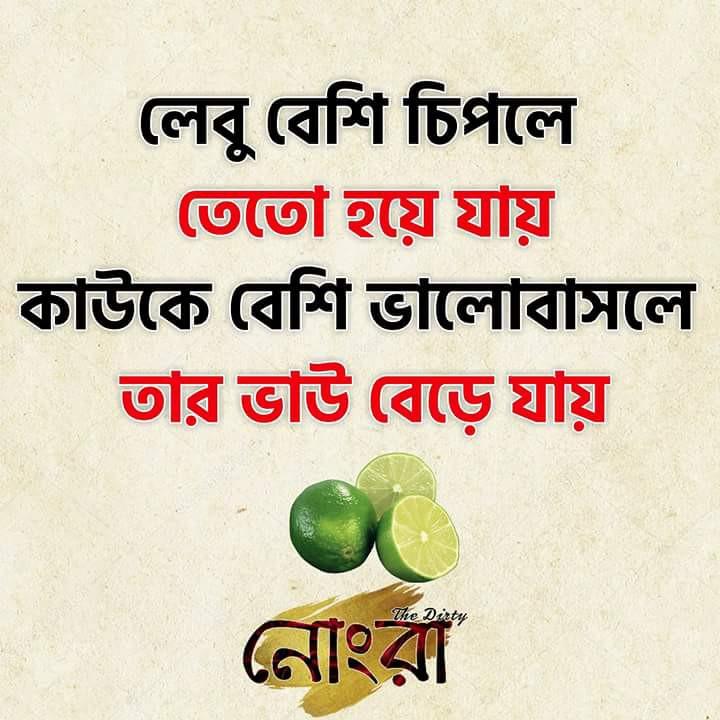 লেবু বেশি চিপলে
তেতো হয়ে যায়
কাউকে বেশি ভালোবাসলে
তার ভাউ বেড়ে যায়
The Dirty
নোংরা